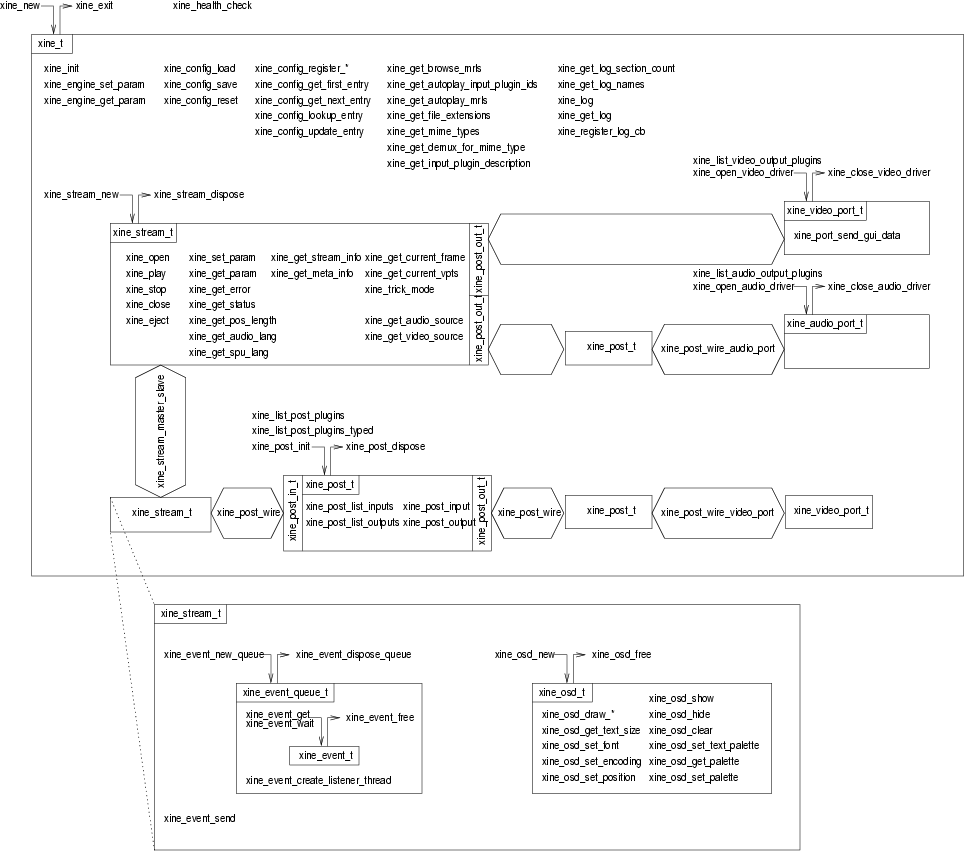 xine_new
xine_exit
xine_health_check
xine_t
xine_init
xine_engine_set_param
xine_engine_get_param
xine_config_load
xine_config_save
xine_config_reset
xine_config_register_*
xine_config_get_first_entry
xine_config_get_next_entry
xine_config_lookup_entry
xine_config_update_entry
xine_get_browse_mrls
xine_get_autoplay_input_plugin_ids
xine_get_autoplay_mrls
xine_get_file_extensions
xine_get_mime_types
xine_get_demux_for_mime_type
xine_get_input_plugin_description
xine_get_log_section_count
xine_get_log_names
xine_log
xine_get_log
xine_register_log_cb
xine_stream_new
xine_stream_dispose
xine_stream_t
xine_open
xine_play
xine_stop
xine_close
xine_eject
xine_set_param
xine_get_param
xine_get_error
xine_get_status
xine_get_pos_length
xine_get_audio_lang
xine_get_spu_lang
xine_get_stream_info
xine_get_meta_info
xine_get_current_frame
xine_get_current_vpts
xine_trick_mode
xine_get_audio_source
xine_get_video_source
xine_post_out_t
xine_post_out_t
xine_list_video_output_plugins
xine_open_video_driver
xine_close_video_driver
xine_video_port_t
xine_port_send_gui_data
xine_list_audio_output_plugins
xine_open_audio_driver
xine_close_audio_driver
xine_audio_port_t
xine_post_t
xine_post_wire_audio_port
xine_stream_master_slave
xine_list_post_plugins
xine_list_post_plugins_typed
xine_post_init
xine_post_dispose
xine_stream_t
xine_post_wire
xine_post_in_t
xine_post_t
xine_post_list_inputs
xine_post_input
xine_post_list_outputs
xine_post_output
xine_post_out_t
xine_post_wire
xine_post_t
xine_post_wire_video_port
xine_video_port_t
xine_stream_t
xine_event_new_queue
xine_event_dispose_queue
xine_event_queue_t
xine_event_get
xine_event_wait
xine_event_free
xine_event_t
xine_event_create_listener_thread
xine_event_send
xine_osd_new
xine_osd_free
xine_osd_t
xine_osd_draw_*
xine_osd_get_text_size
xine_osd_set_font
xine_osd_set_encoding
xine_osd_set_position
xine_osd_show
xine_osd_hide
xine_osd_clear
xine_osd_set_text_palette
xine_osd_get_palette
xine_osd_set_palette